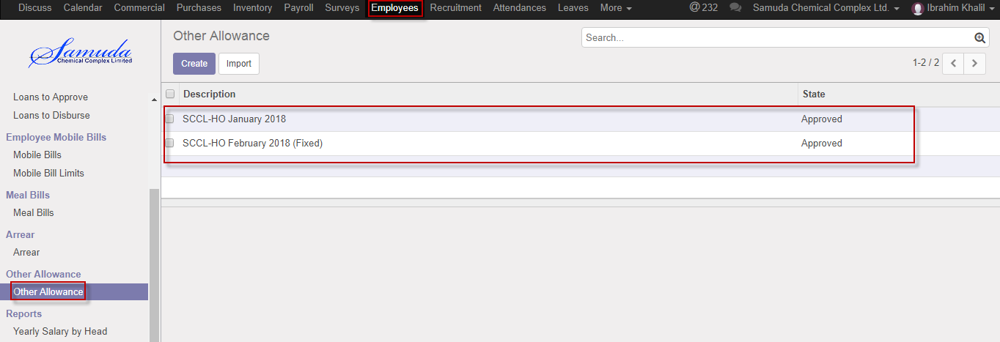 Discuss Calendar Commercial Purchases Inventory Payroll Surveys Employees Recruitment Attendances Leaves More @ 232 Samuda Chemical Complex Ltd. Ibrahim Khalil
Samuda
Chemical Complex Limited
Loans to Approve
Loans to Disburse
Employee Mobile Bills
Mobile Bills
Mobile Bill Limits
Meal Bills
Meal Bills
Arrear
Arrear
Other Allowance
Other Allowance
Reports
Yearly Salary by Head
Other Allowance
Search...
Create Import
1-2 / 2
Description State
SCCL-HO January 2018 Approved
SCCL-HO February 2018 (Fixed) Approved